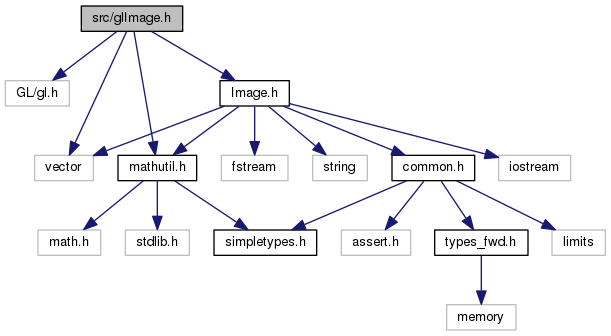 src/glImage.h
GL/gl.h
Image.h
vector
mathutil.h
fstream
string
common.h
iostream
math.h
stdlib.h
simpletypes.h
assert.h
types_fwd.h
limits
memory